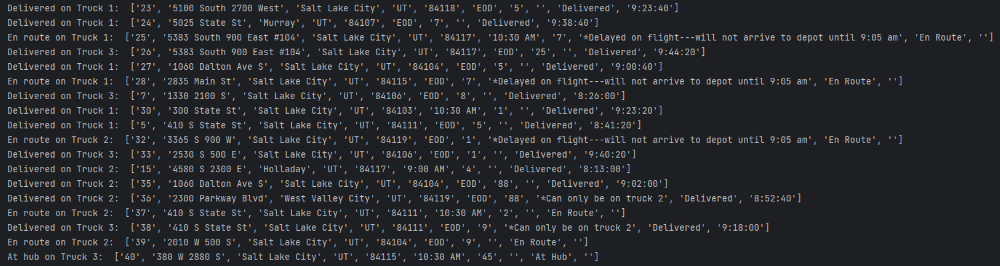 Delivered on Truck 1:  ['23', '5100 South 2700 West', 'Salt Lake City', 'UT', '84118', 'EOD', '5', '', 'Delivered', '9:23:40']
Delivered on Truck 1:  ['24', '5025 State St', 'Murray', 'UT', '84107', 'EOD', '7', '', 'Delivered', '9:38:40']
En route on Truck 1:  ['25', '5383 South 900 East #104', 'Salt Lake City', 'UT', '84117', '10:30 AM', '7', '*Delayed on flight---will not arrive to depot until 9:05 am', 'En Route', '']
Delivered on Truck 3:  ['26', '5383 South 900 East #104', 'Salt Lake City', 'UT', '84117', 'EOD', '25', '', 'Delivered', '9:44:20']
Delivered on Truck 1:  ['27', '1060 Dalton Ave S', 'Salt Lake City', 'UT', '84104', 'EOD', '5', '', 'Delivered', '9:00:40']
En route on Truck 1:  ['28', '2835 Main St', 'Salt Lake City', 'UT', '84115', 'EOD', '7', '*Delayed on flight---will not arrive to depot until 9:05 am', 'En Route', '']
Delivered on Truck 3:  ['7', '1330 2100 S', 'Salt Lake City', 'UT', '84106', 'EOD', '8', '', 'Delivered', '8:26:00']
Delivered on Truck 1:  ['30', '300 State St', 'Salt Lake City', 'UT', '84103', '10:30 AM', '1', '', 'Delivered', '9:23:20']
Delivered on Truck 1:  ['5', '410 S State St', 'Salt Lake City', 'UT', '84111', 'EOD', '5', '', 'Delivered', '8:41:20']
En route on Truck 2:  ['32', '3365 S 900 W', 'Salt Lake City', 'UT', '84119', 'EOD', '1', '*Delayed on flight---will not arrive to depot until 9:05 am', 'En Route', '']
Delivered on Truck 3:  ['33', '2530 S 500 E', 'Salt Lake City', 'UT', '84106', 'EOD', '1', '', 'Delivered', '9:40:20']
Delivered on Truck 2:  ['15', '4580 S 2300 E', 'Holladay', 'UT', '84117', '9:00 AM', '4', '', 'Delivered', '8:13:00']
Delivered on Truck 2:  ['35', '1060 Dalton Ave S', 'Salt Lake City', 'UT', '84104', 'EOD', '88', '', 'Delivered', '9:02:00']
Delivered on Truck 2:  ['36', '2300 Parkway Blvd', 'West Valley City', 'UT', '84119', 'EOD', '88', '*Can only be on truck 2', 'Delivered', '8:52:40']
En route on Truck 2:  ['37', '410 S State St', 'Salt Lake City', 'UT', '84111', '10:30 AM', '2', '', 'En Route', '']
Delivered on Truck 3:  ['38', '410 S State St', 'Salt Lake City', 'UT', '84111', 'EOD', '9', '*Can only be on truck 2', 'Delivered', '9:18:00']
En route on Truck 2:  ['39', '2010 W 500 S', 'Salt Lake City', 'UT', '84104', 'EOD', '9', '', 'En Route', '']
At hub on Truck 3:  ['40', '380 W 2880 S', 'Salt Lake City', 'UT', '84115', '10:30 AM', '45', '', 'At Hub', '']